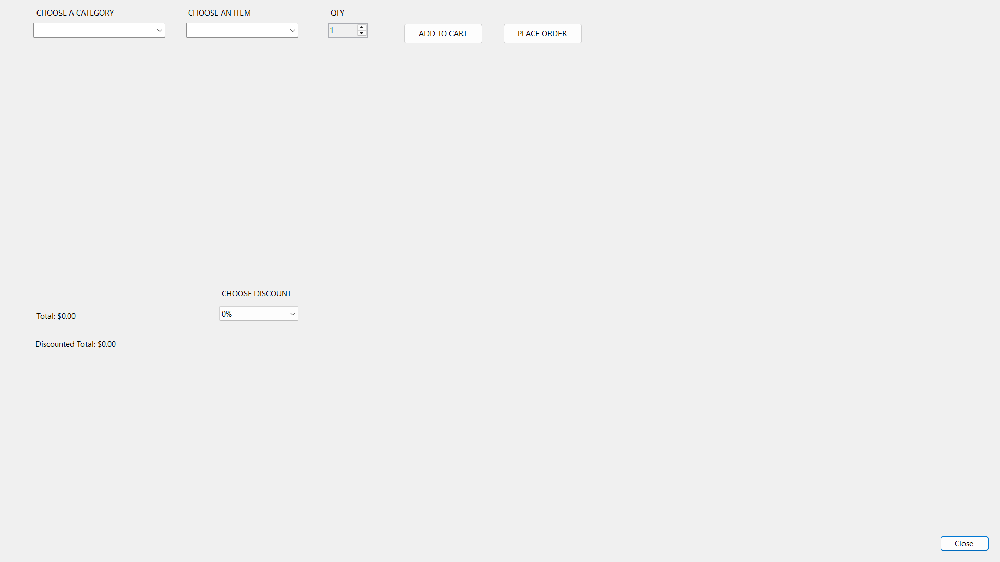 CHOOSE A CATEGORY
CHOOSE AN ITEM
QTY
1
ADD TO CART
PLACE ORDER
CHOOSE DISCOUNT
0%
Total: $0.00
Discounted Total: $0.00
Close